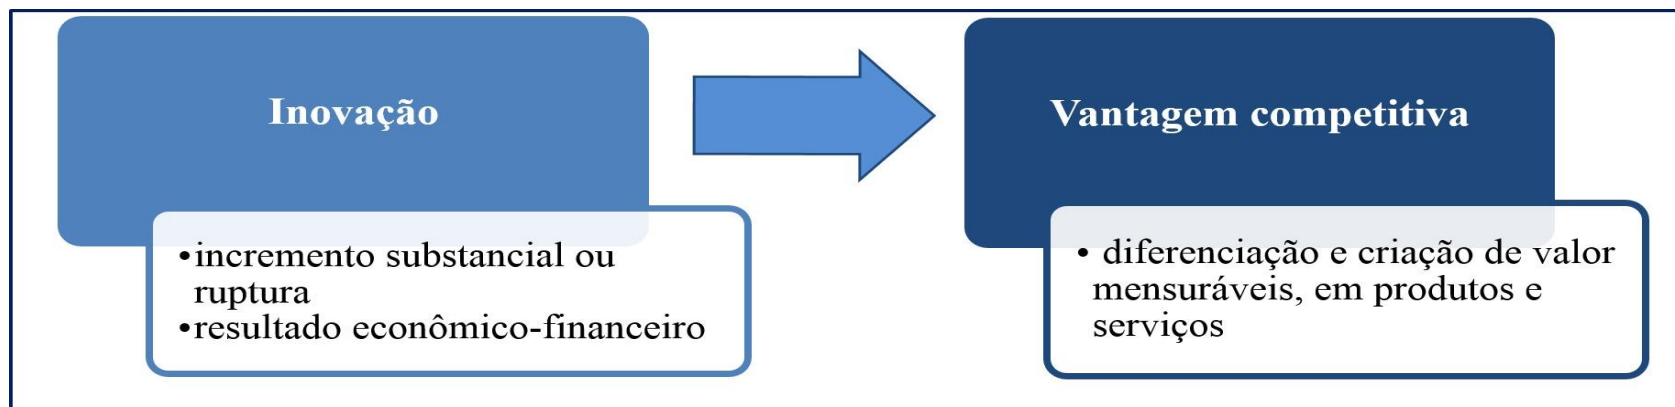 Inovação
•incremento substancial ou
ruptura
•resultado econômico-financeiro
Vantagem competitiva
• diferenciação e criação de valor
mensuráveis, em produtos e
serviços